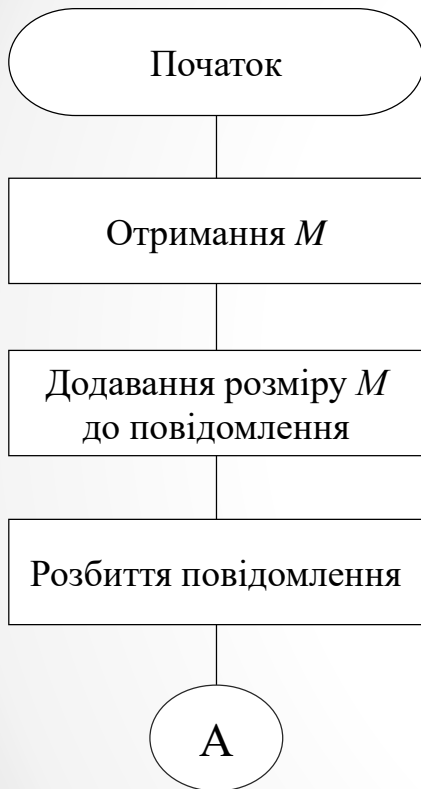 Початок
Отримання M
Додавання розміру M
до повідомлення
Розбиття повідомлення
А